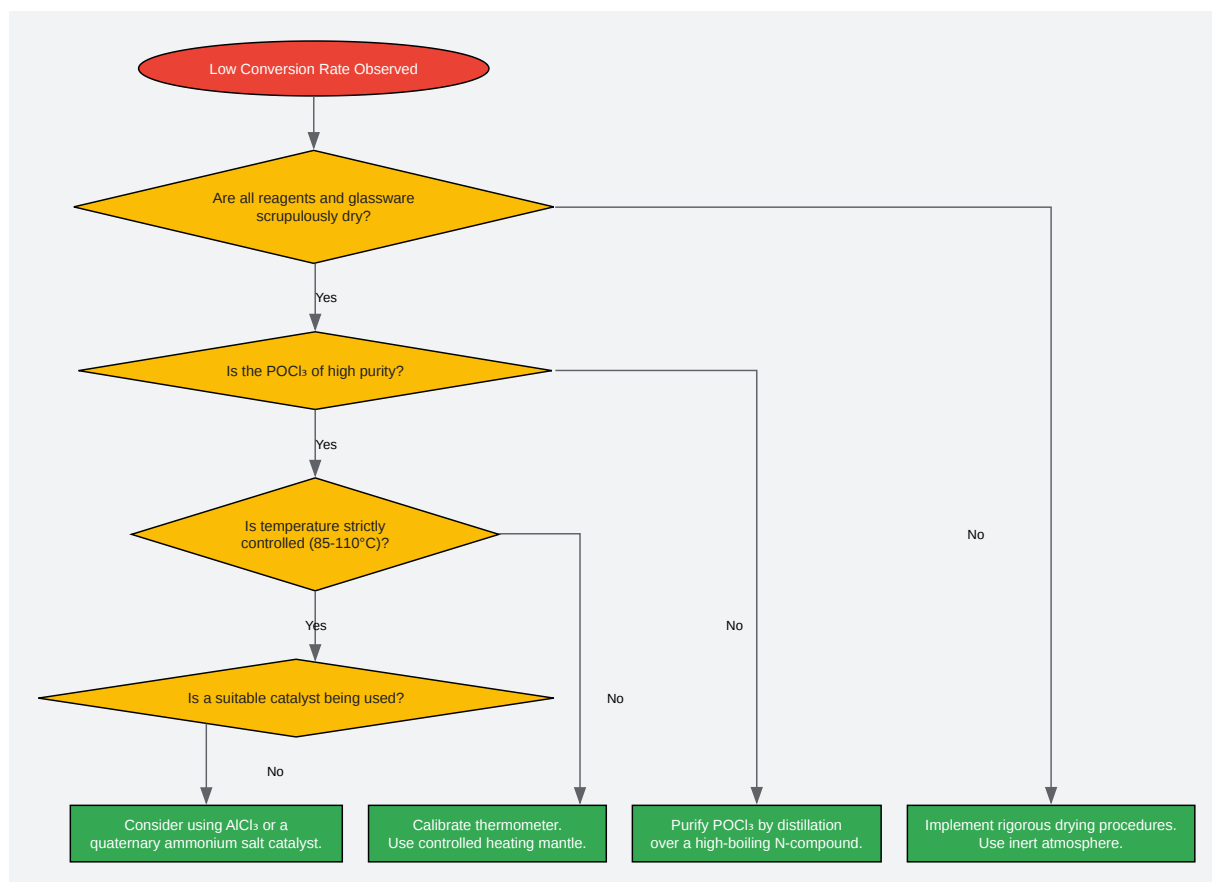 Low Conversion Rate Observed
Are all reagents and glassware
scrupulously dry?
Yes
Is the POCl₃ of high purity?
Yes
Is temperature strictly
controlled (85-110°C)?
No
Yes
No
Is a suitable catalyst being used?
No
No
Consider using AlCl₃ or a
quaternary ammonium salt catalyst.
Calibrate thermometer.
Use controlled heating mantle.
Purify POCl₃ by distillation
over a high-boiling N-compound.
Implement rigorous drying procedures.
Use inert atmosphere.